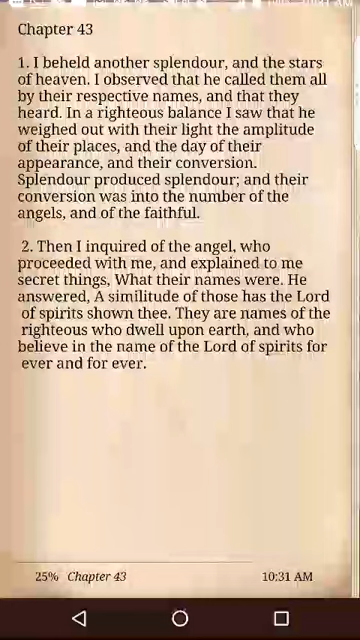 Chapter 43
1. I beheld another splendour, and the stars
of heaven. I observed that he called them all
by their respective names, and that they
heard. In a righteous balance I saw that he
weighed out with their light the amplitude
of their places, and the day of their
appearance, and their conversion.
Splendour produced splendour; and their
conversion was into the number of the
angels, and of the faithful.
2. Then I inquired of the angel, who
proceeded with me, and explained to me
secret things, What their names were. He
answered, A similitude of those has the Lord
of spirits shown thee. They are names of the
righteous who dwell upon earth, and who
believe in the name of the Lord of spirits for
ever and for ever.
25% Chapter 43 10:31 AM